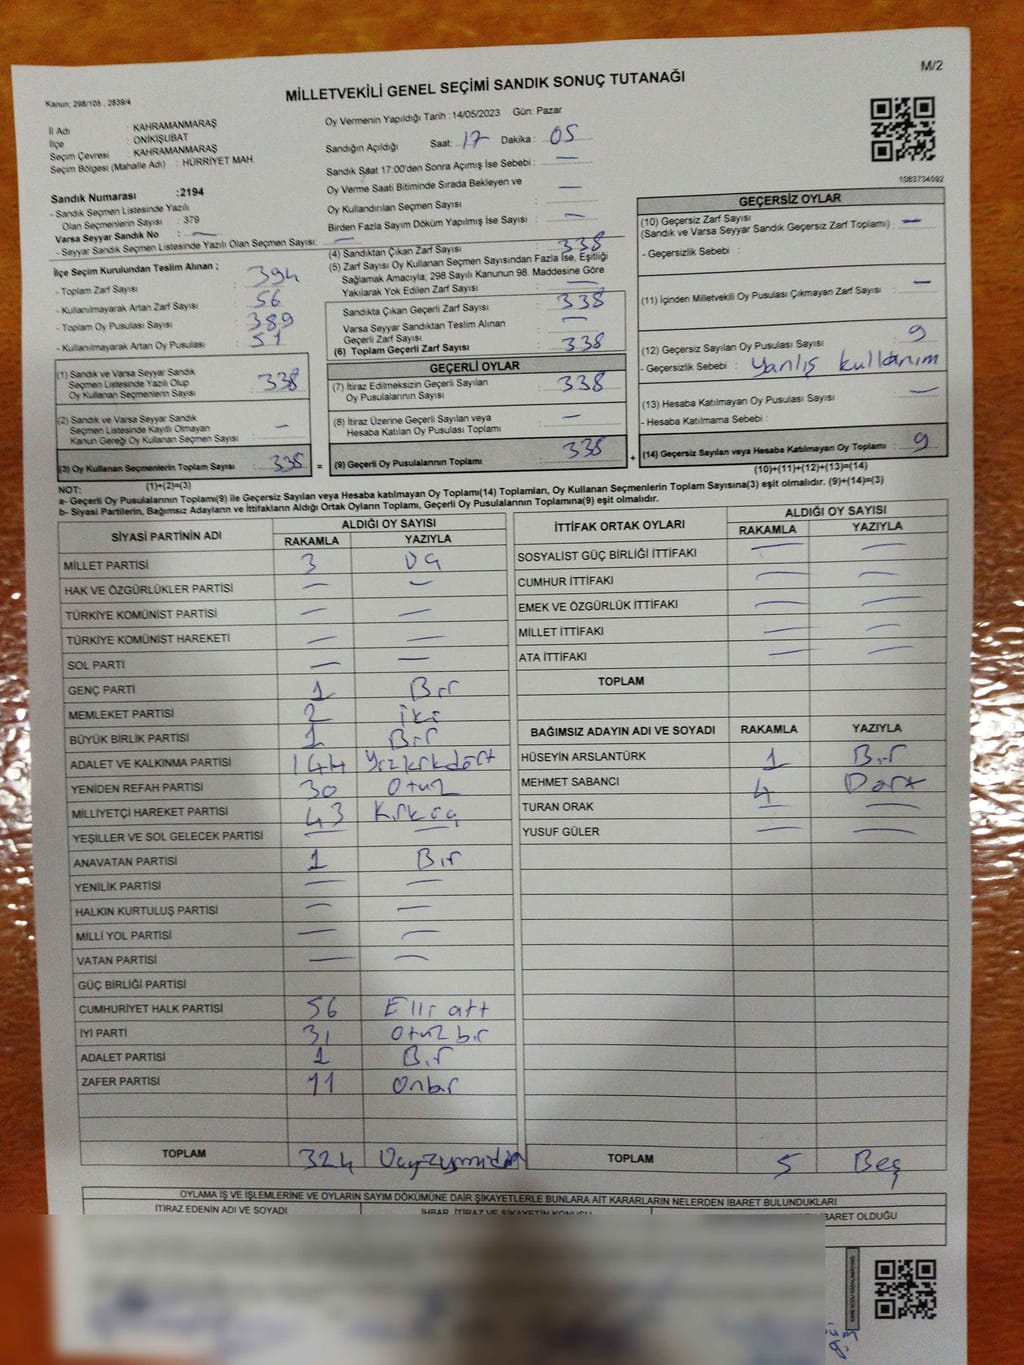 M/2
Kanun; 298/105 , 2839/4
MİLLETVEKİLİ GENEL SEÇİMİ SANDIK SONUÇ TUTANAĞI
İl Adı : KAHRAMANMARAŞ
İlçe : ONİKİŞUBAT
Seçim Çevresi : KAHRAMANMARAŞ
Seçim Bölgesi (Mahalle Adı) : HÜRRİYET MAH.
Sandık Numarası :2194
- Sandık Seçmen Listesinde Yazılı
Olan Seçmenlerin Sayısı : 379
Varsa Seyyar Sandık No : —
- Seyyar Sandık Seçmen Listesinde Yazılı Olan Seçmen Sayısı: —
Oy Vermenin Yapıldığı Tarih : 14/05/2023 Gün: Pazar
Sandığın Açıldığı Saat: 17 Dakika : 05
Sandık Saat 17:00'den Sonra Açımış İse Sebebi : —
Oy Verme Saati Bitiminde Sırada Bekleyen ve
Oy Kullandırılan Seçmen Sayısı : —
Birden Fazla Sayım Döküm Yapılmış İse Sayısı : —
1083734592
İlçe Seçim Kurulundan Teslim Alınan ;
- Toplam Zarf Sayısı : 394
- Kullanılmayarak Artan Zarf Sayısı : 56
- Toplam Oy Pusulası Sayısı : 389
- Kullanılmayarak Artan Oy Pusulası : 51
(4) Sandıktan Çıkan Zarf Sayısı : 338
(5) Zarf Sayısı Oy Kullanan Seçmen Sayısından Fazla İse, Eşitliği
Sağlamak Amacıyla, 298 Sayılı Kanunun 98. Maddesine Göre
Yakılarak Yok Edilen Zarf Sayısı : —
Sandıkta Çıkan Geçerli Zarf Sayısı : 338
Varsa Seyyar Sandıktan Teslim Alınan
Geçerli Zarf Sayısı : —
(6) Toplam Geçerli Zarf Sayısı : 338
GEÇERSİZ OYLAR
(10) Geçersiz Zarf Sayısı : —
(Sandık ve Varsa Seyyar Sandık Geçersiz Zarf Toplamı)
- Geçersizlik Sebebi :
(11) İçinden Milletvekili Oy Pusulası Çıkmayan Zarf Sayısı : —
(12) Geçersiz Sayılan Oy Pusulası Sayısı : 9
- Geçersizlik Sebebi : Yanlış kullanım
(13) Hesaba Katılmayan Oy Pusulası Sayısı : —
- Hesaba Katılmama Sebebi :
(1) Sandık ve Varsa Seyyar Sandık
Seçmen Listesinde Yazılı Olup
Oy Kullanan Seçmenlerin Sayısı : 338
(2) Sandık ve Varsa Seyyar Sandık
Seçmen Listesinde Kayıtlı Olmayan
Kanun Gereği Oy Kullanan Seçmen Sayısı : —
GEÇERLİ OYLAR
(7) İtiraz Edilmeksizin Geçerli Sayılan
Oy Pusulalarının Sayısı : 338
(8) İtiraz Üzerine Geçerli Sayılan veya
Hesaba Katılan Oy Pusulası Toplamı : —
(3) Oy Kullanan Seçmenlerin Toplam Sayısı : 338 = (9) Geçerli Oy Pusulalarının Toplamı : 338 + (14) Geçersiz Sayılan veya Hesaba Katılmayan Oy Toplamı : 9
(1)+(2)=(3) (10)+(11)+(12)+(13)=(14)
NOT:
a- Geçerli Oy Pusulalarının Toplamı(9) ile Geçersiz Sayılan veya Hesaba katılmayan Oy Toplamı(14) Toplamları, Oy Kullanan Seçmenlerin Toplam Sayısına(3) eşit olmalıdır. (9)+(14)=(3)
b- Siyasi Partilerin, Bağımsız Adayların ve İttifakların Aldığı Ortak Oyların Toplamı, Geçerli Oy Pusulalarının Toplamına(9) eşit olmalıdır.
SİYASİ PARTİNİN ADI ALDIĞI OY SAYISI
RAKAMLA YAZIYLA
MİLLET PARTİSİ 3 Üç
HAK VE ÖZGÜRLÜKLER PARTİSİ — —
TÜRKİYE KOMÜNİST PARTİSİ — —
TÜRKİYE KOMÜNİST HAREKETİ — —
SOL PARTİ — —
GENÇ PARTİ 1 Bir
MEMLEKET PARTİSİ 2 iki
BÜYÜK BİRLİK PARTİSİ 1 Bir
ADALET VE KALKINMA PARTİSİ 144 Yüzkırkdört
YENİDEN REFAH PARTİSİ 30 Otuz
MİLLİYETÇİ HAREKET PARTİSİ 43 Kırküç
YEŞİLLER VE SOL GELECEK PARTİSİ — —
ANAVATAN PARTİSİ 1 Bir
YENİLİK PARTİSİ — —
HALKIN KURTULUŞ PARTİSİ — —
MİLLİ YOL PARTİSİ — —
VATAN PARTİSİ — —
GÜÇ BİRLİĞİ PARTİSİ
CUMHURİYET HALK PARTİSİ 56 Elli altı
İYİ PARTİ 31 Otuz bir
ADALET PARTİSİ 1 Bir
ZAFER PARTİSİ 11 Onbir
TOPLAM 324
İTTİFAK ORTAK OYLARI ALDIĞI OY SAYISI
RAKAMLA YAZIYLA
SOSYALİST GÜÇ BİRLİĞİ İTTİFAKI — —
CUMHUR İTTİFAKI — —
EMEK VE ÖZGÜRLÜK İTTİFAKI — —
MİLLET İTTİFAKI — —
ATA İTTİFAKI — —
TOPLAM
BAĞIMSIZ ADAYIN ADI VE SOYADI RAKAMLA YAZIYLA
HÜSEYİN ARSLANTÜRK 1 Bir
MEHMET SABANCI 4 Dört
TURAN ORAK — —
YUSUF GÜLER — —
TOPLAM 5 Beş
OYLAMA İŞ VE İŞLEMLERİNE VE OYLARIN SAYIM DÖKÜMÜNE DAİR ŞİKAYETLERLE BUNLARA AİT KARARLARIN NELERDEN İBARET BULUNDUKLARI
İTİRAZ EDENİN ADI VE SOYADI İHBAR, İTİRAZ VE ŞİKAYETİN KONUSU İBARET OLDUĞU